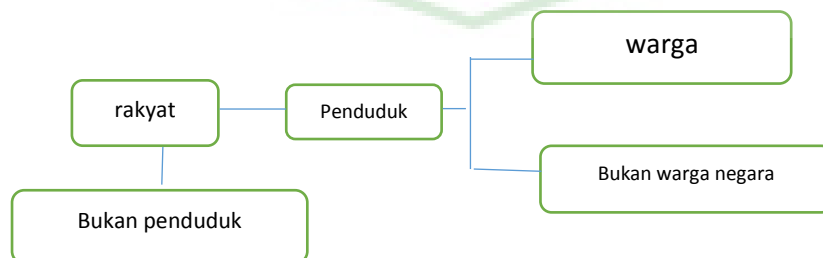 warga
rakyat
Penduduk
Bukan warga negara
Bukan penduduk